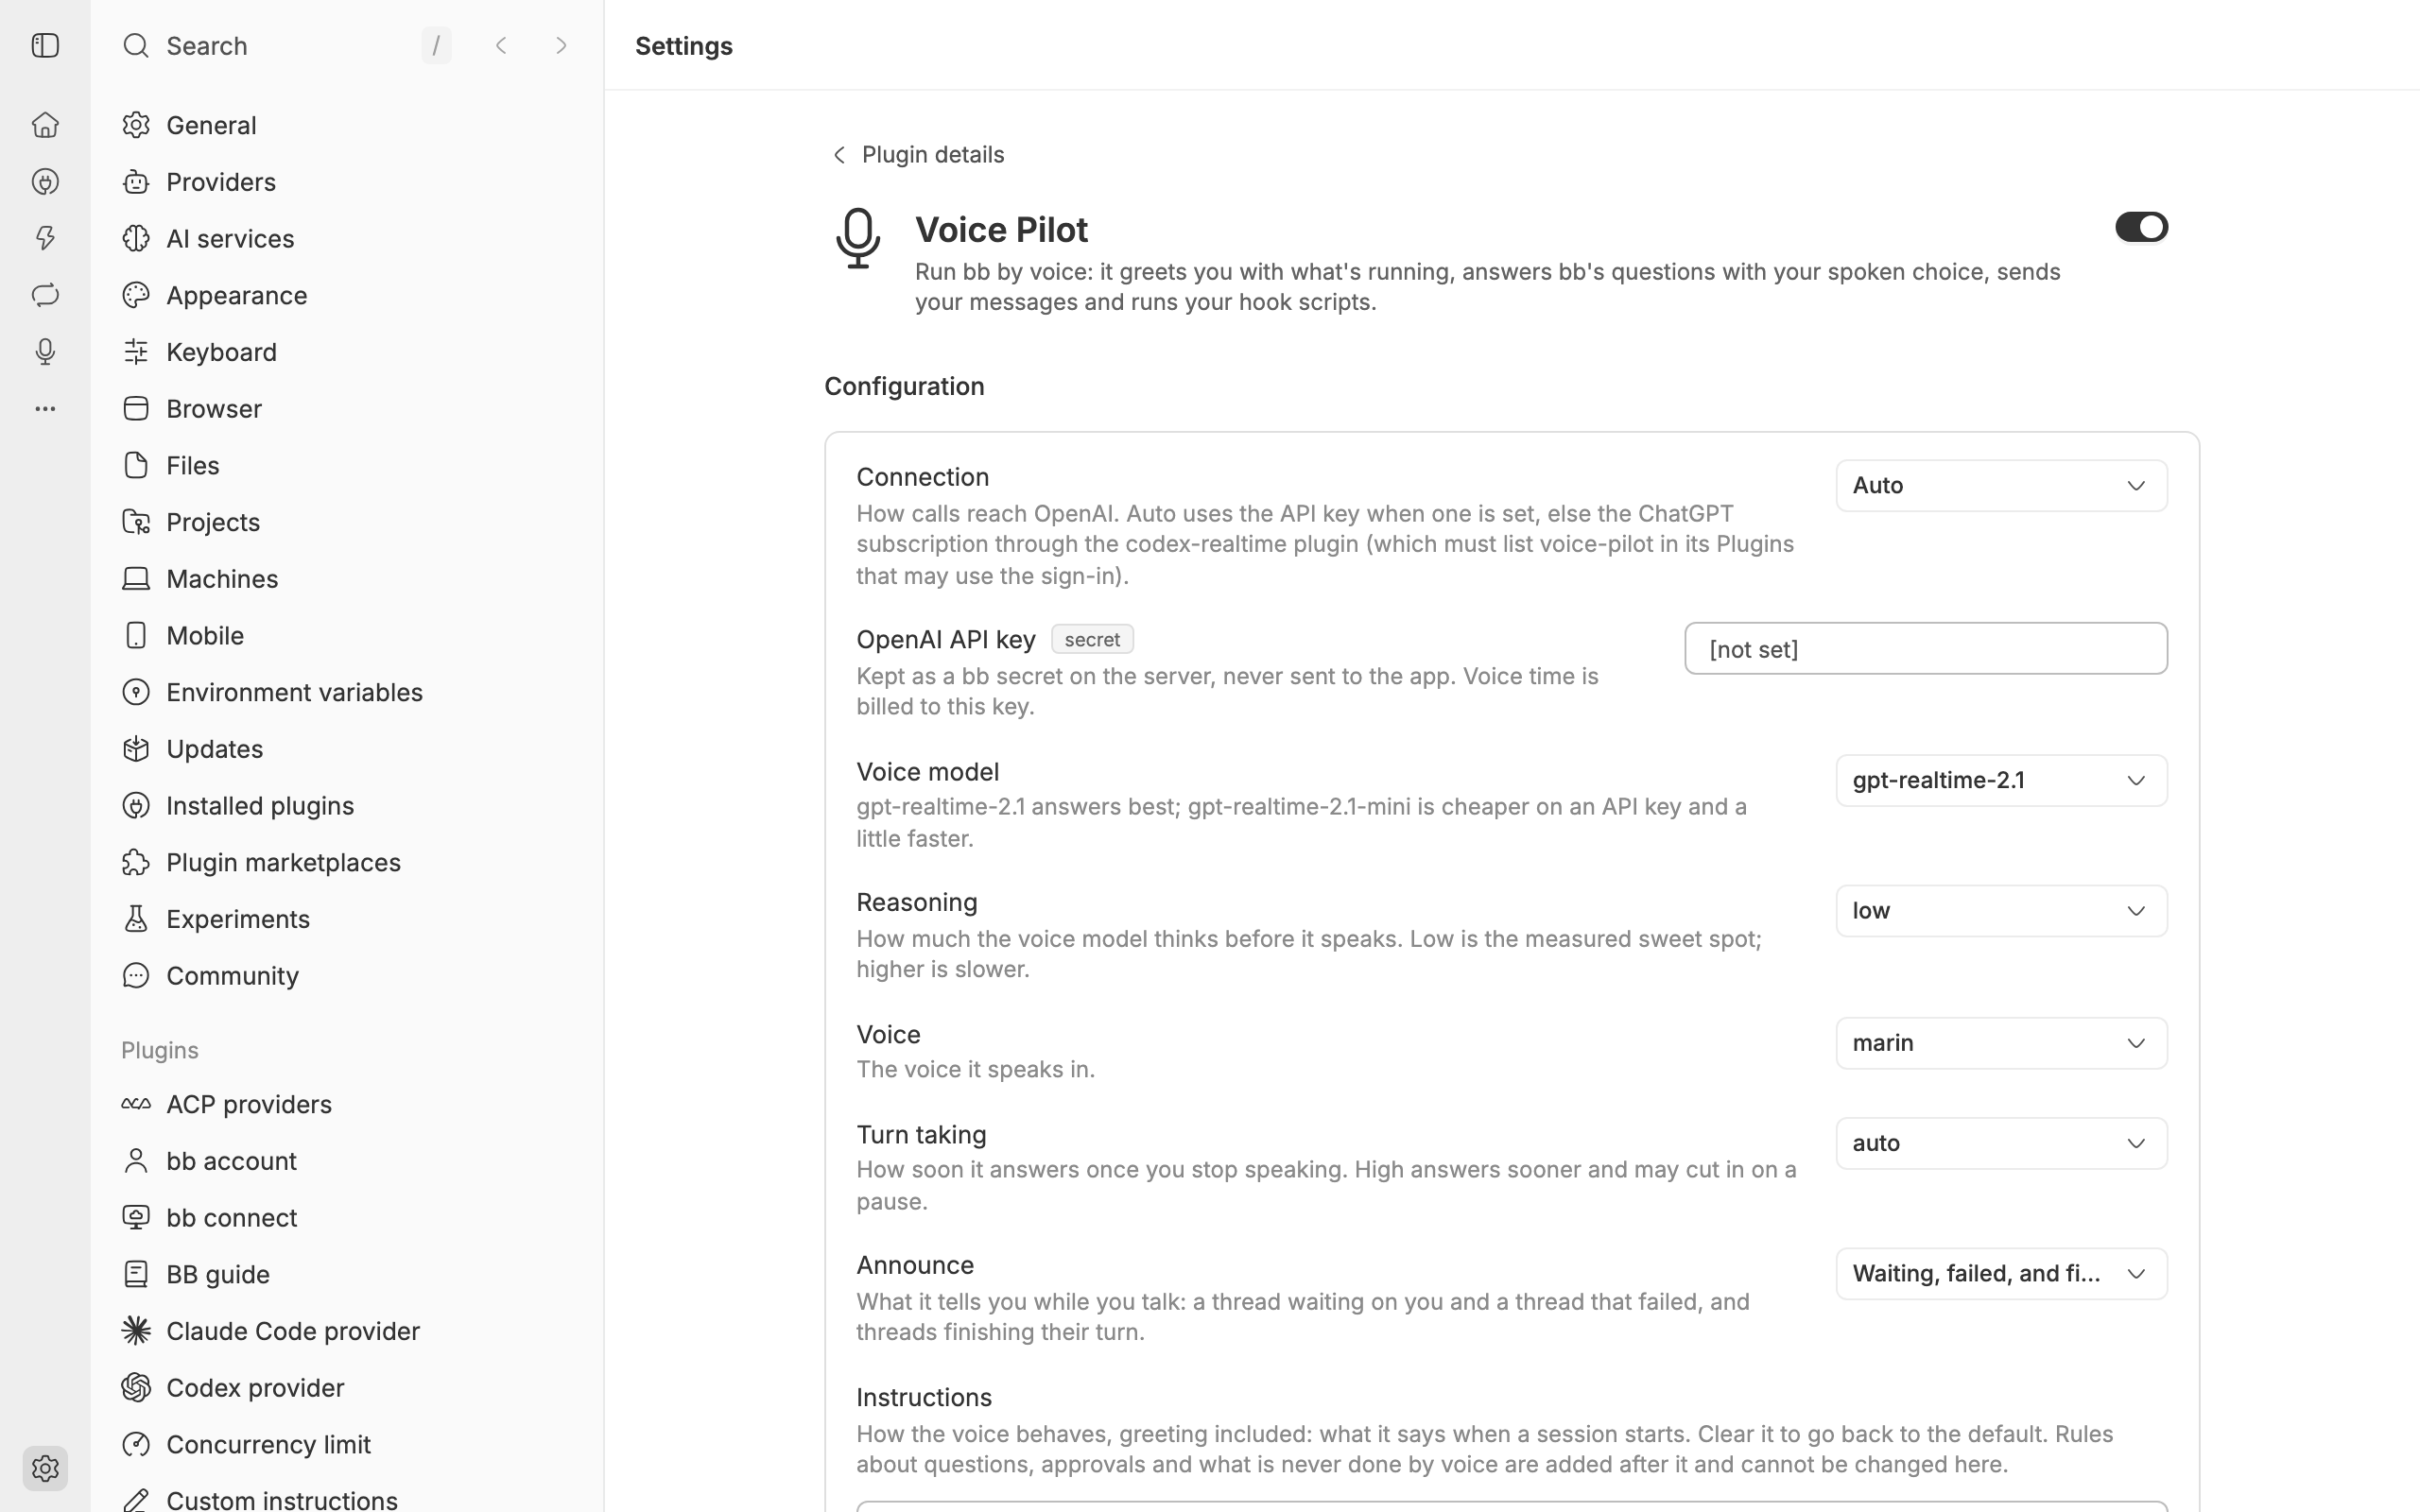 Search
/
General
Providers
AI services
Appearance
Keyboard
Browser
Files
Projects
Machines
Mobile
Environment variables
Updates
Installed plugins
Plugin marketplaces
Experiments
Community
Plugins
ACP providers
bb account
bb connect
BB guide
Claude Code provider
Codex provider
Concurrency limit
Custom instructions
Settings
Plugin details
Voice Pilot
Run bb by voice: it greets you with what's running, answers bb's questions with your spoken choice, sends
your messages and runs your hook scripts.
Configuration
Connection
Auto
How calls reach OpenAI. Auto uses the API key when one is set, else the ChatGPT
subscription through the codex-realtime plugin (which must list voice-pilot in its Plugins
that may use the sign-in).
OpenAI API key secret
[not set]
Kept as a bb secret on the server, never sent to the app. Voice time is
billed to this key.
Voice model
gpt-realtime-2.1
gpt-realtime-2.1 answers best; gpt-realtime-2.1-mini is cheaper on an API key and a
little faster.
Reasoning
low
How much the voice model thinks before it speaks. Low is the measured sweet spot;
higher is slower.
Voice
marin
The voice it speaks in.
Turn taking
auto
How soon it answers once you stop speaking. High answers sooner and may cut in on a
pause.
Announce
Waiting, failed, and fi...
What it tells you while you talk: a thread waiting on you and a thread that failed, and
threads finishing their turn.
Instructions
How the voice behaves, greeting included: what it says when a session starts. Clear it to go back to the default. Rules
about questions, approvals and what is never done by voice are added after it and cannot be changed here.